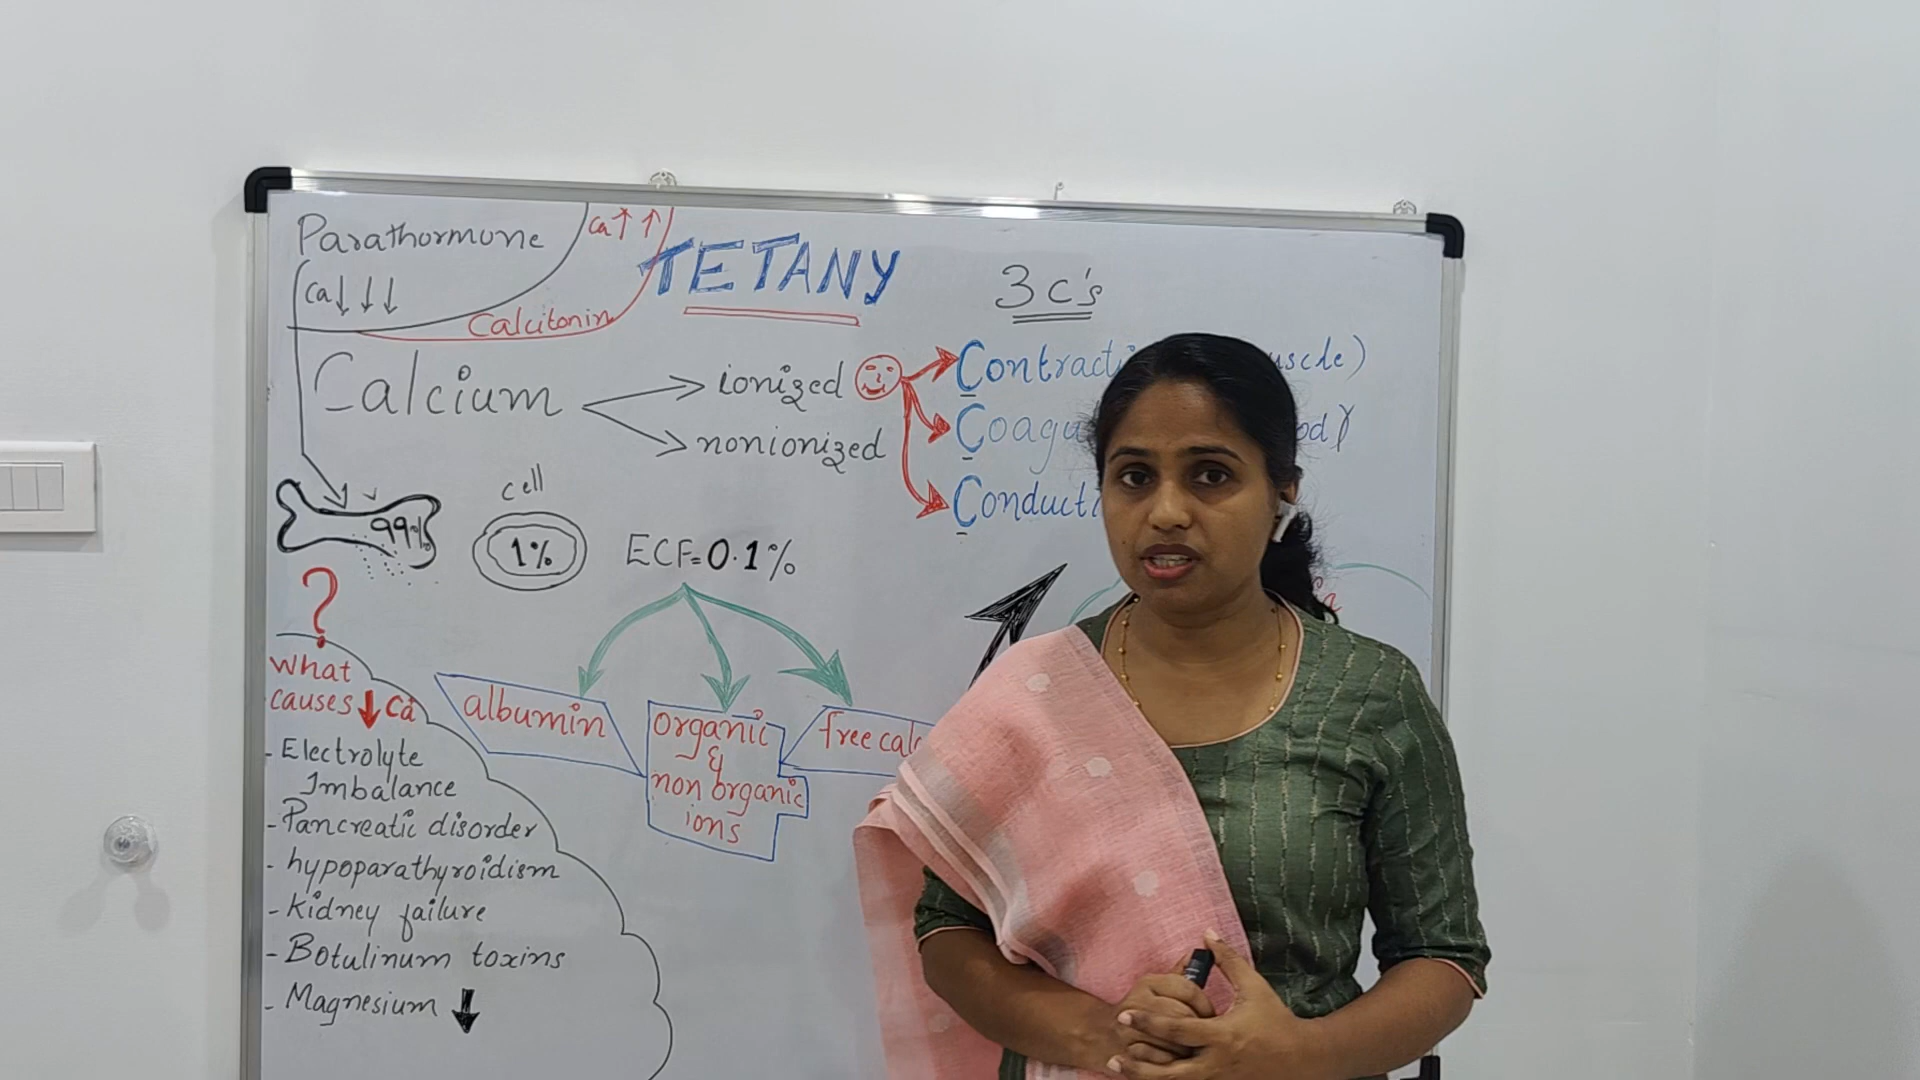 Parathormone
Ca↓ ↓ ↓
Ca↑ ↑
Calcitonin
TETANY
3 C's
Calcium
ionized
nonionized
99%
cell
1%
ECF=0.1%
albumin
organic
&
non organic
ions
free
?
What
causes ↓ Ca
- Electrolyte
Imbalance
- Pancreatic disorder
- hypoparathyroidism
- kidney failure
- Botulinum toxins
- Magnesium ↓